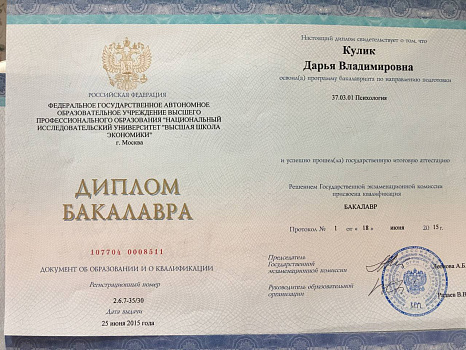 РОССИЙСКАЯ ФЕДЕРАЦИЯ
ФЕДЕРАЛЬНОЕ ГОСУДАРСТВЕННОЕ АВТОНОМНОЕ
ОБРАЗОВАТЕЛЬНОЕ УЧРЕЖДЕНИЕ ВЫСШЕГО
ПРОФЕССИОНАЛЬНОГО ОБРАЗОВАНИЯ "НАЦИОНАЛЬНЫЙ
ИССЛЕДОВАТЕЛЬСКИЙ УНИВЕРСИТЕТ "ВЫСШАЯ ШКОЛА
ЭКОНОМИКИ"
г. Москва
ДИПЛОМ
БАКАЛАВРА
107704 0008511
ДОКУМЕНТ ОБ ОБРАЗОВАНИИ И О КВАЛИФИКАЦИИ
Регистрационный номер
2.6.7-35/30
Дата выдачи
25 июня 2015 года
Настоящий диплом свидетельствует о том, что
Кулик
Дарья Владимировна
освоил(а) программу бакалавриата по направлению подготовки
37.03.01 Психология
и успешно прошел(ла) государственную итоговую аттестацию
Решением Государственной экзаменационной комиссии
присвоена квалификация
БАКАЛАВР
Протокол № 1 от « 18 » июня 2015 г.
Председатель
Государственной
экзаменационной комиссии
А.Б.
Руководитель образовательной
организации
М.П.
В.В.